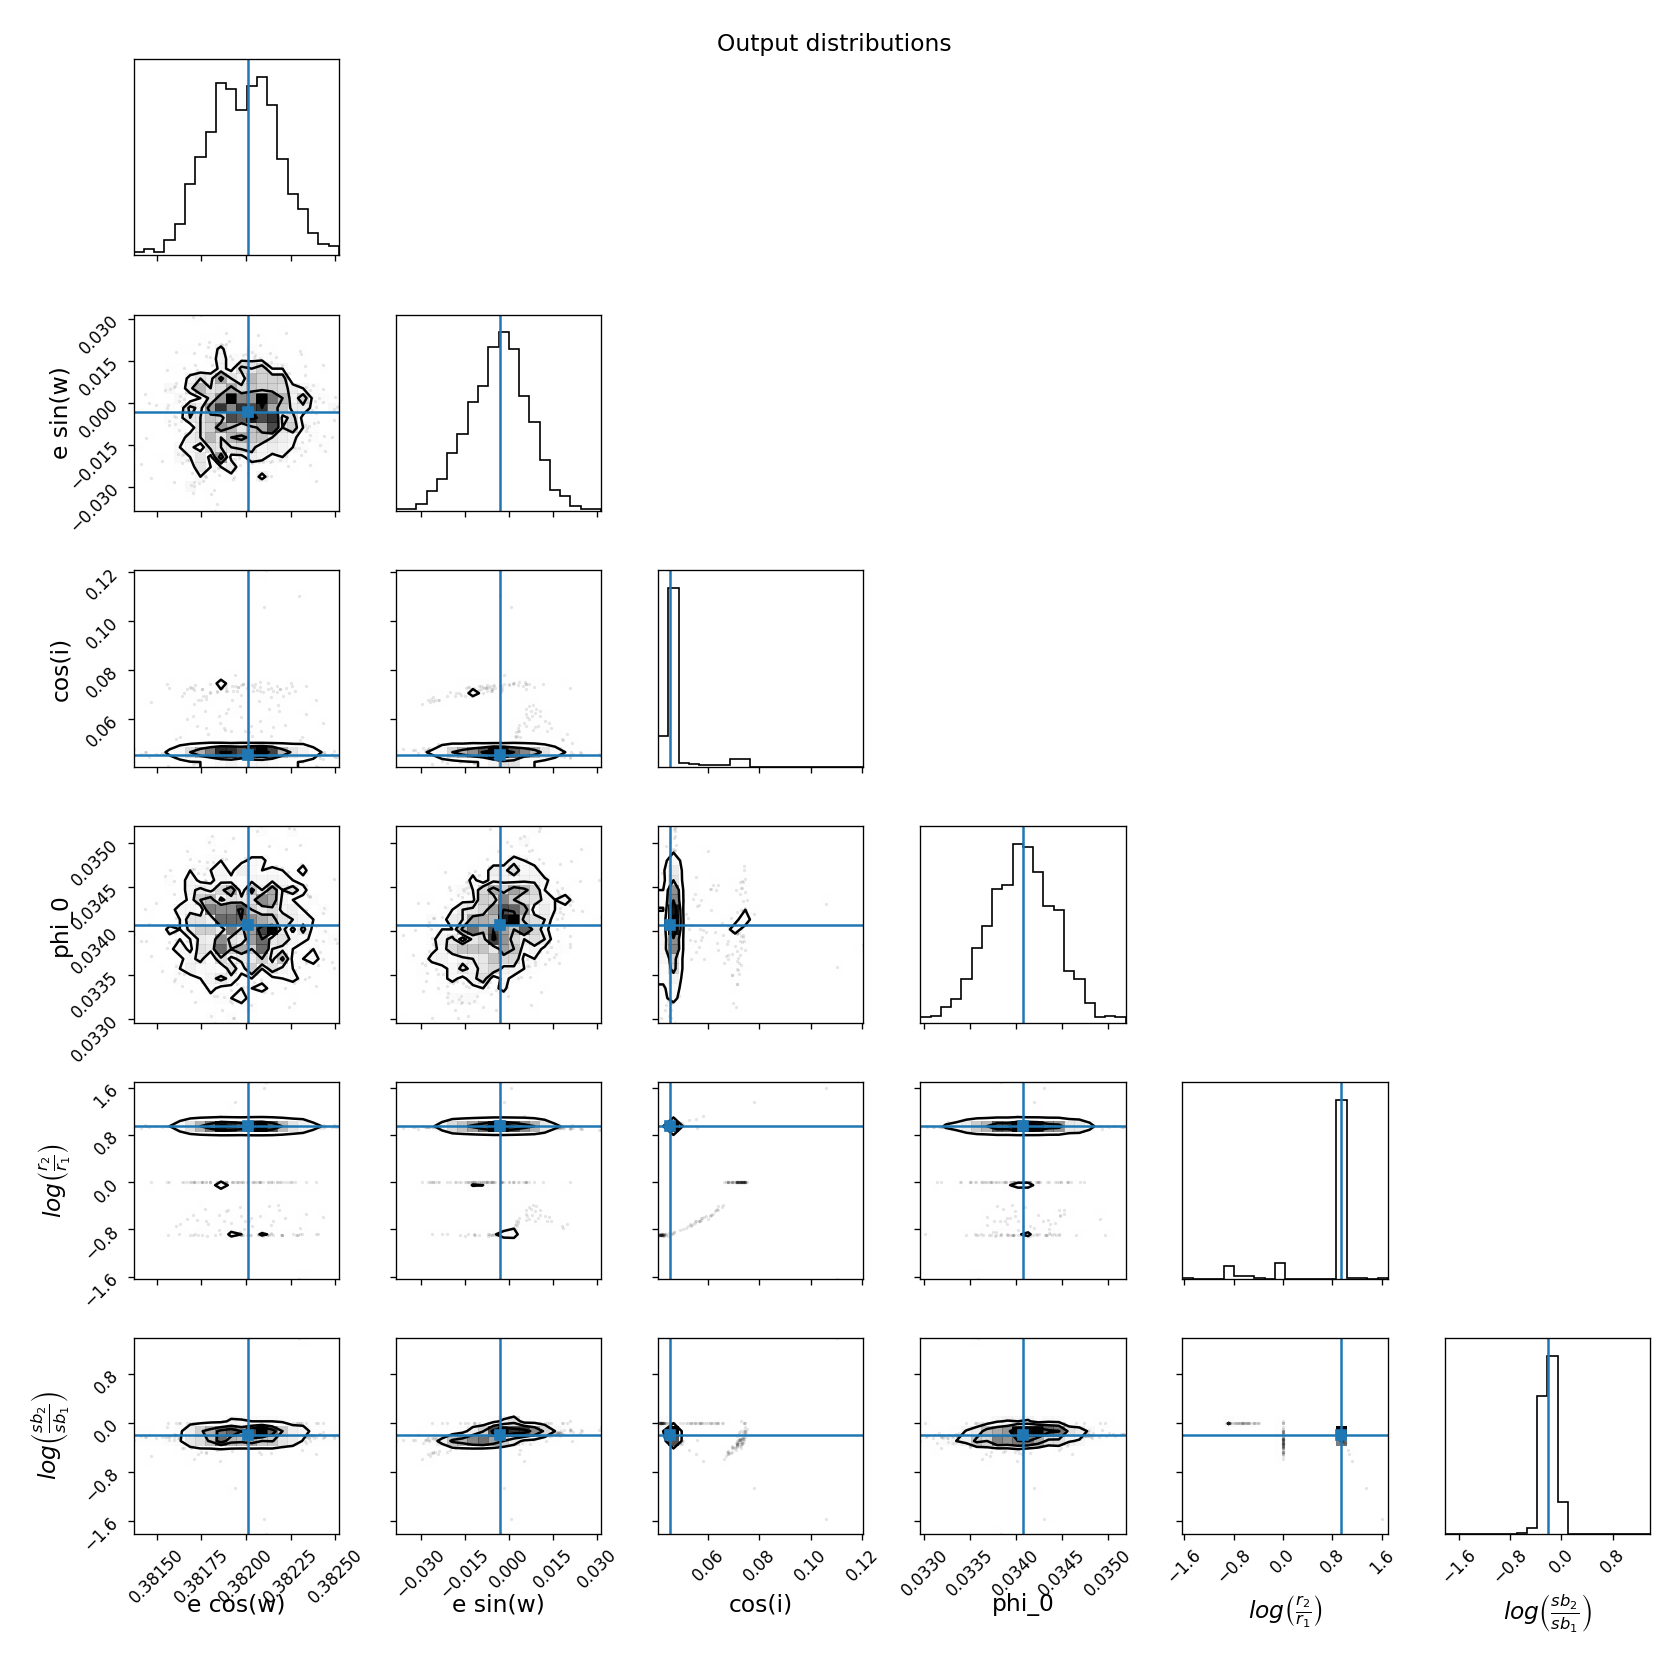 Output distributions
e sin(w)
0.030
0.015
0.000
−0.015
−0.030
cos(i)
0.12
0.10
0.08
0.06
phi_0
0.0350
0.0345
0.0340
0.0335
0.0330
log(r2/r1)
1.6
0.8
0.0
−0.8
−1.6
log(sb2/sb1)
0.8
0.0
−0.8
−1.6
0.38150 0.38175 0.38200 0.38225 0.38250
−0.030 −0.015 0.000 0.015 0.030
0.06 0.08 0.10 0.12
0.0330 0.0335 0.0340 0.0345 0.0350
−1.6 −0.8 0.0 0.8 1.6
−1.6 −0.8 0.0 0.8
e cos(w) e sin(w) cos(i) phi_0 log(r2/r1) log(sb2/sb1)